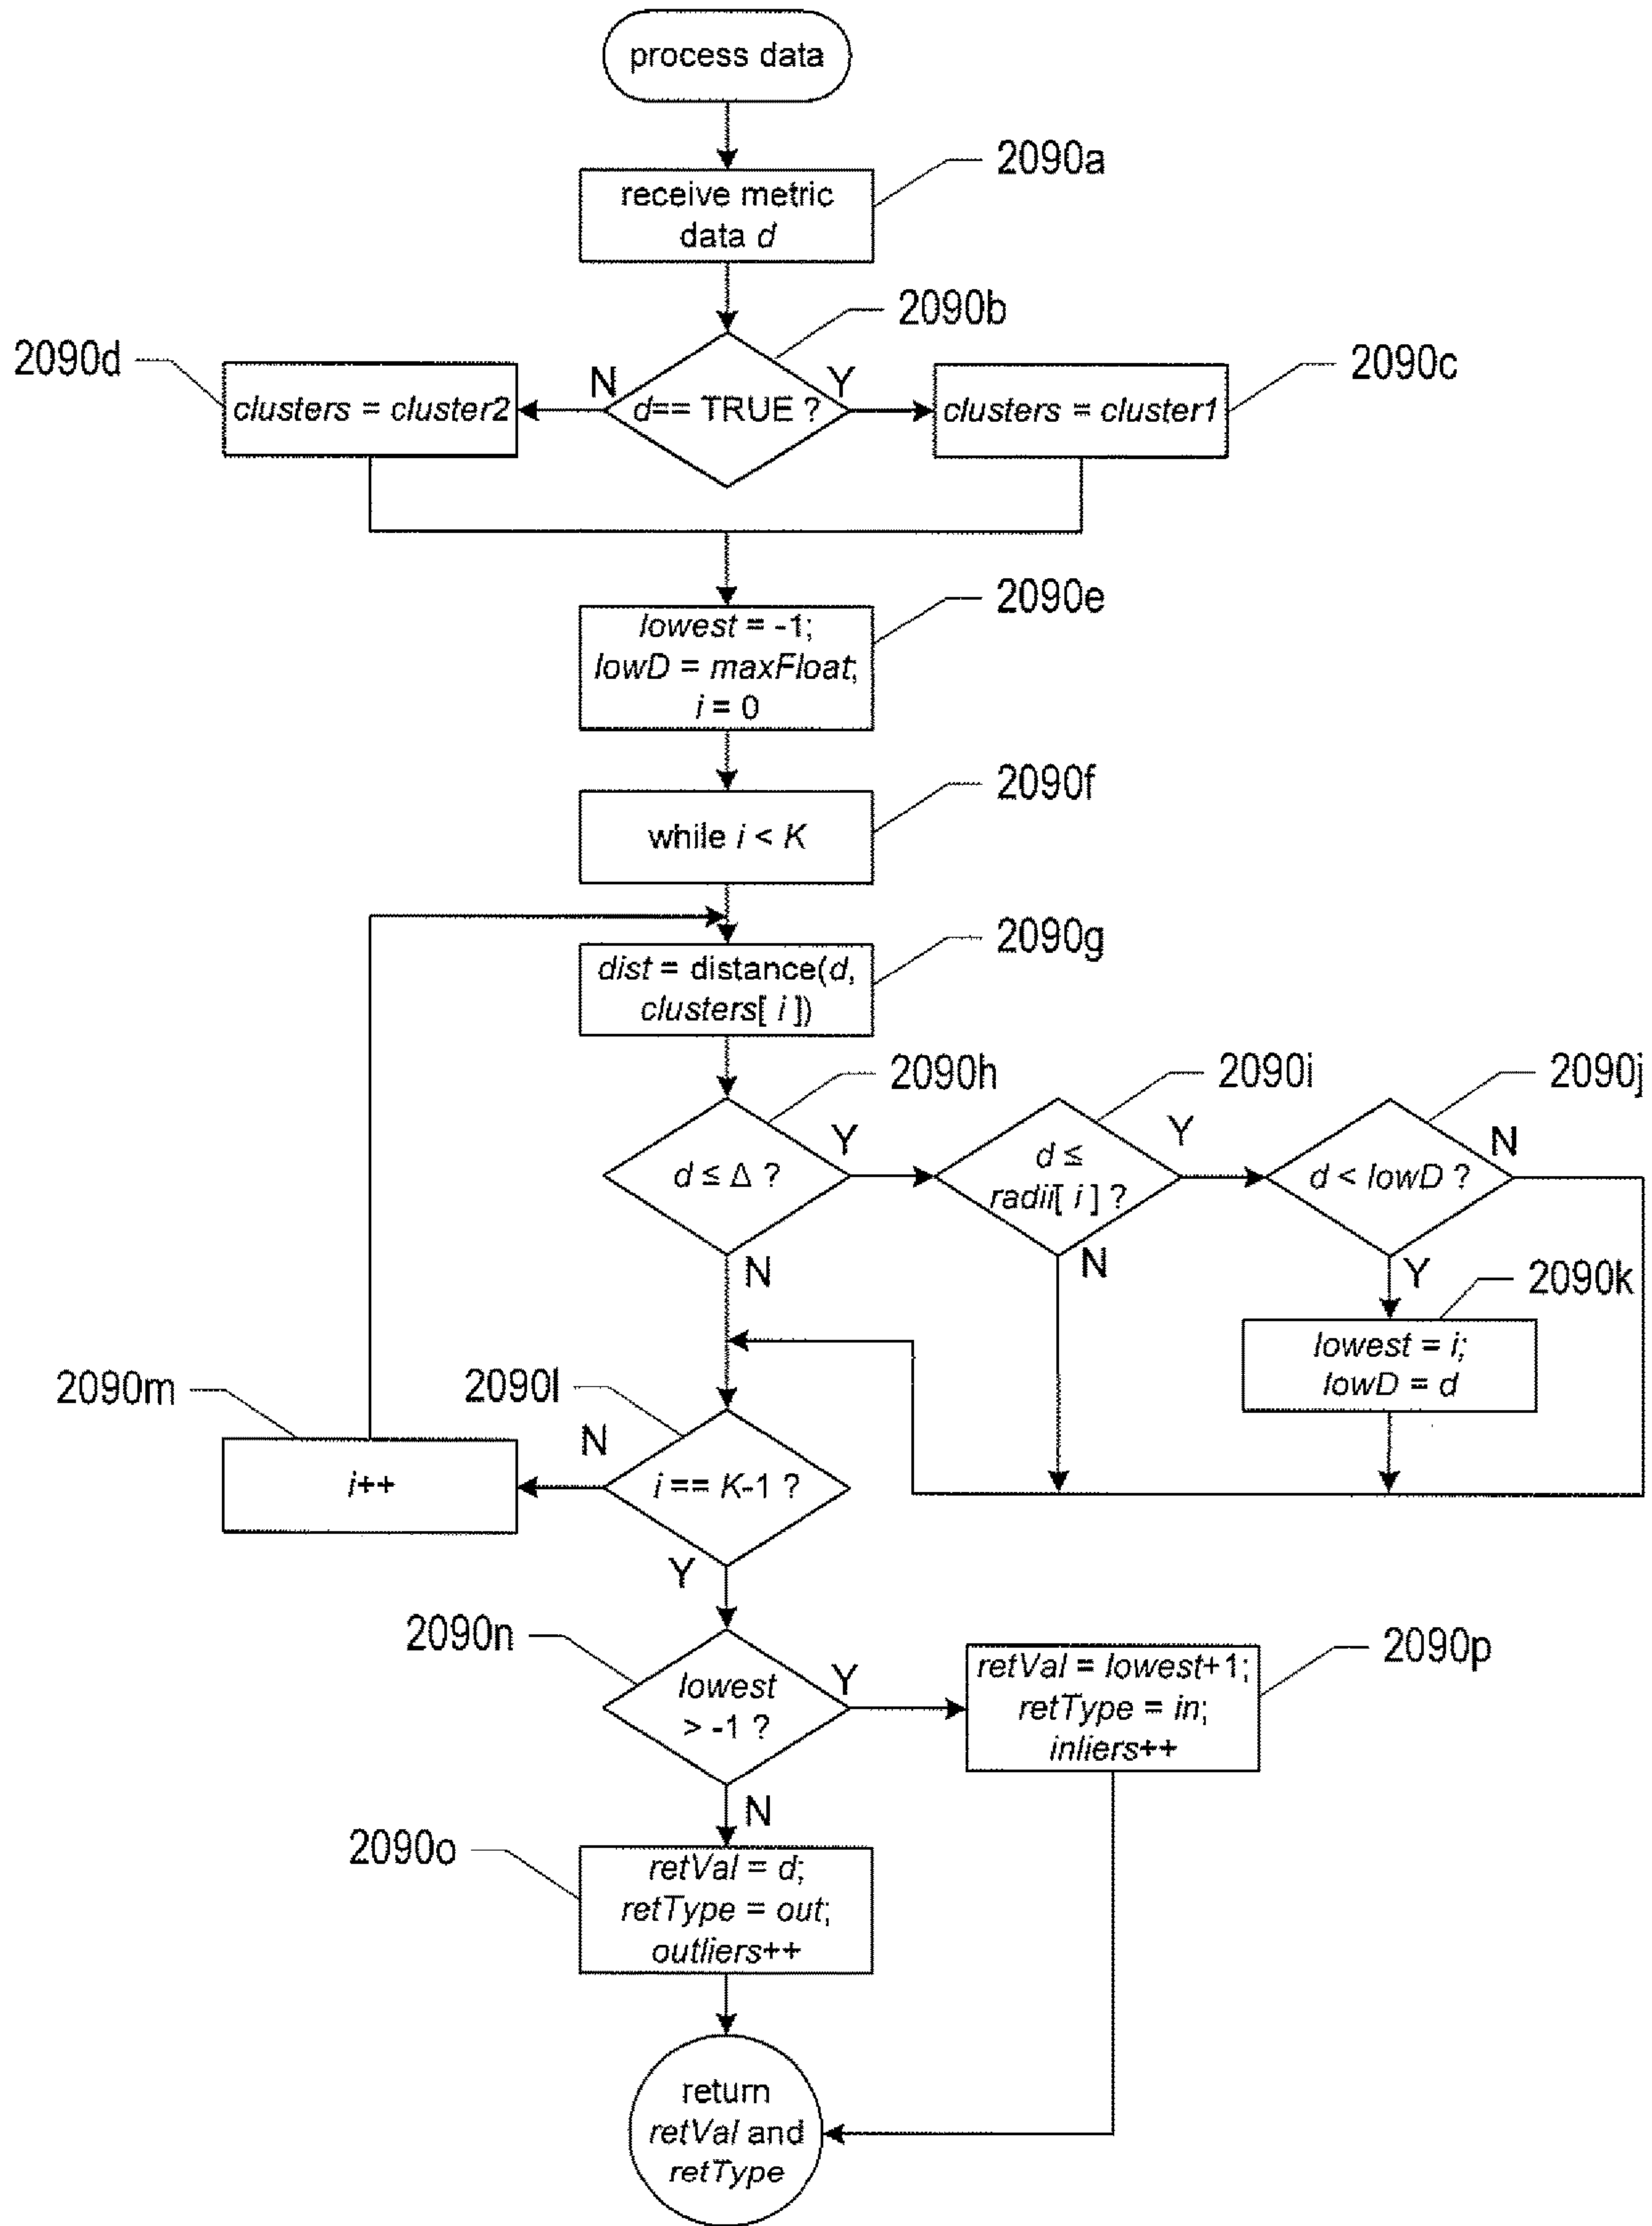 process data
2090a
receive metric
data d
2090b
2090d
2090c
N
Y
clusters = cluster2
d== TRUE ?
clusters = cluster1
2090e
lowest = -1;
lowD = maxFloat;
i = 0
2090f
while i < K
2090g
dist = distance(d,
clusters[ i ])
2090h
2090i
2090j
Y
Y
N
d ≤ Δ ?
d ≤
radii[ i ] ?
d < lowD ?
N
N
Y
2090k
lowest = i;
lowD = d
2090m
2090l
N
i++
i == K-1 ?
Y
2090n
2090p
lowest
> -1 ?
Y
retVal = lowest+1;
retType = in;
inliers++
N
2090o
retVal = d;
retType = out;
outliers++
return
retVal and
retType